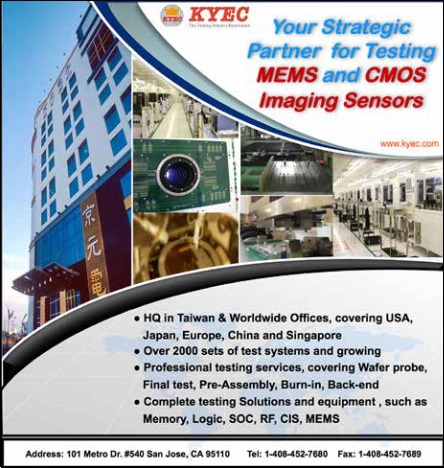 KYEC
The Testing Industry Benchmark
Your Strategic
Partner for Testing
MEMS and CMOS
Imaging Sensors
www.kyec.com
京元
● HQ in Taiwan & Worldwide Offices, covering USA,
Japan, Europe, China and Singapore
● Over 2000 sets of test systems and growing
● Professional testing services, covering Wafer probe,
Final test, Pre-Assembly, Burn-in, Back-end
● Complete testing Solutions and equipment , such as
Memory, Logic, SOC, RF, CIS, MEMS
Address: 101 Metro Dr. #540 San Jose, CA 95110 Tel: 1-408-452-7680 Fax: 1-408-452-7689